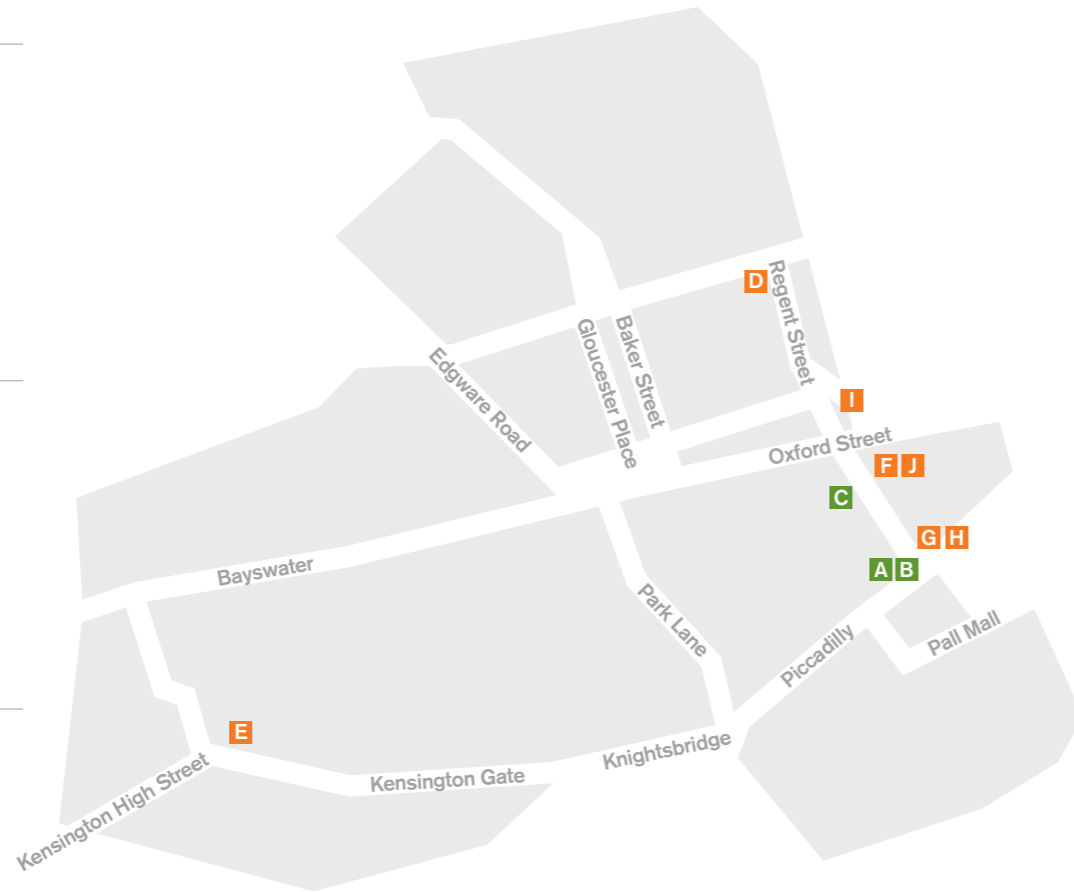 D
Regent Street
Gloucester Place
Baker Street
Edgware Road
I
Oxford Street
F J
C
G H
A B
Bayswater
Park Lane
Piccadilly
Pall Mall
E
Knightsbridge
Kensington Gate
Kensington High Street